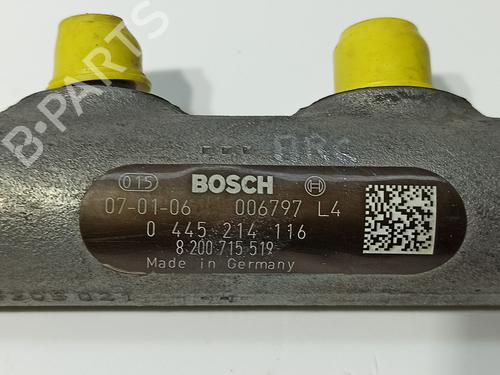 B-PARTS
015 BOSCH
07-01-06 006797 L4
0 445 214 116
8 200 715 519
Made in Germany